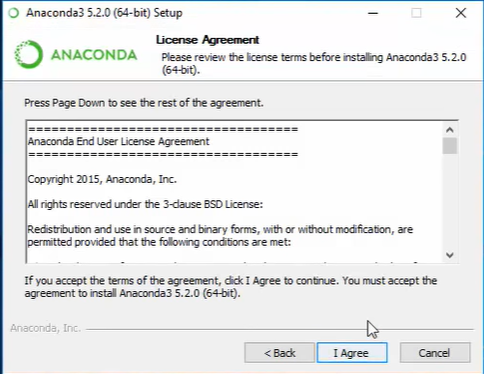 Anaconda3 5.2.0 (64-bit) Setup
ANACONDA
License Agreement
Please review the license terms before installing Anaconda3 5.2.0
(64-bit).
Press Page Down to see the rest of the agreement.
===================================
Anaconda End User License Agreement
===================================
Copyright 2015, Anaconda, Inc.
All rights reserved under the 3-clause BSD License:
Redistribution and use in source and binary forms, with or without modification, are
permitted provided that the following conditions are met:
If you accept the terms of the agreement, click I Agree to continue. You must accept the
agreement to install Anaconda3 5.2.0 (64-bit).
Anaconda, Inc.
< Back
I Agree
Cancel